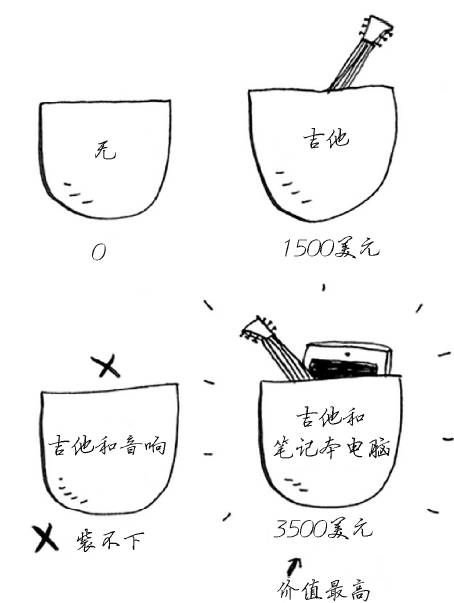 无
吉他
0
1500美元
吉他和音响
吉他和
笔记本电脑
装不下
3500美元
价值最高